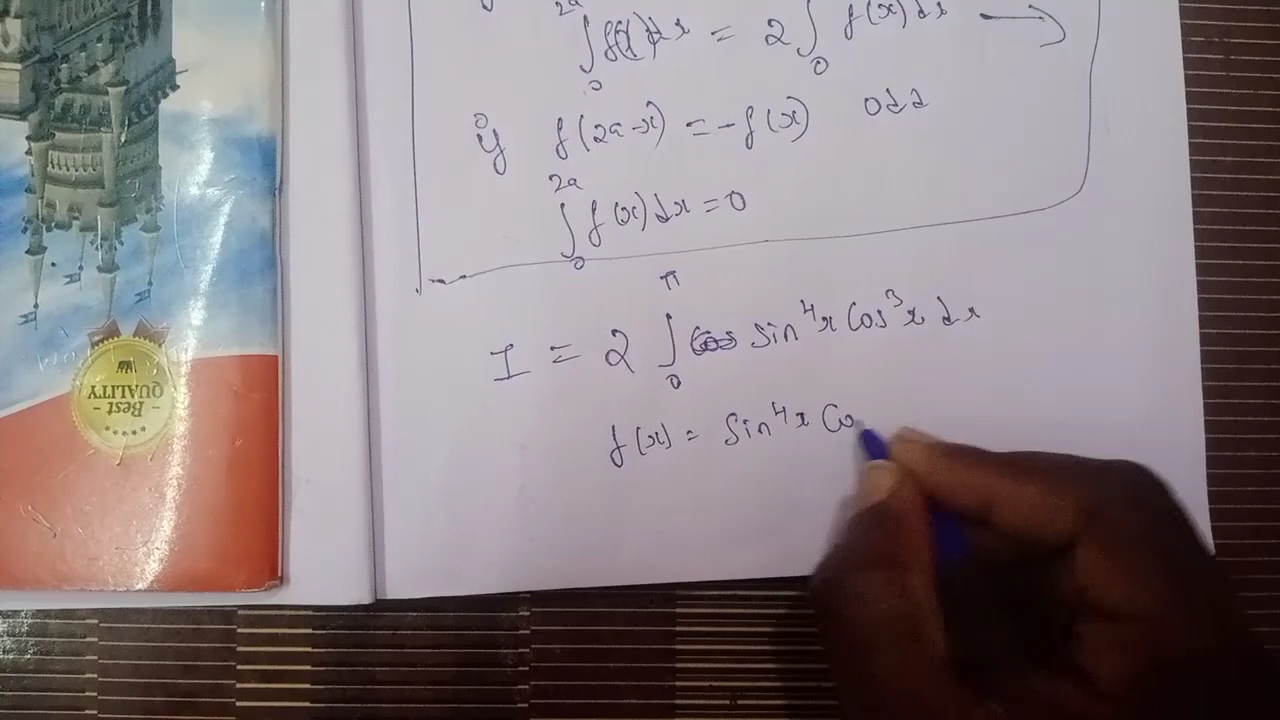 2a
∫ f(x)dx = 2 ∫ f(x)dx →
0 0
if f(2a-x) = -f(x) odd
2a
∫ f(x)dx = 0
0
π
I = 2 ∫ sin⁴x Cos³x dx
0
f(x) = Sin⁴x Co
Best
QUALITY